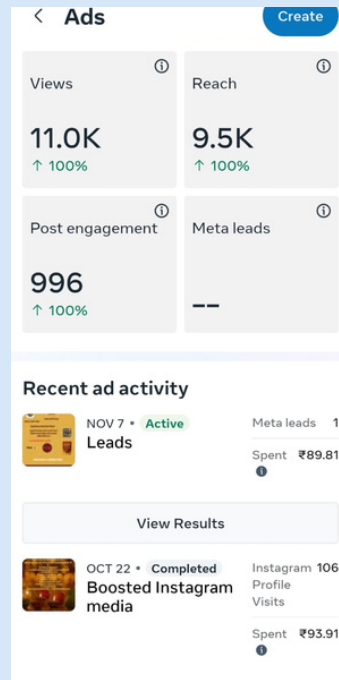 Ads
Create
Views
11.0K
↑ 100%
Reach
9.5K
↑ 100%
Post engagement
996
↑ 100%
Meta leads
--
Recent ad activity
NOV 7 • Active
Leads
Meta leads 1
Spent ₹89.81
View Results
OCT 22 • Completed
Boosted Instagram
media
Instagram 106
Profile
Visits
Spent ₹93.91